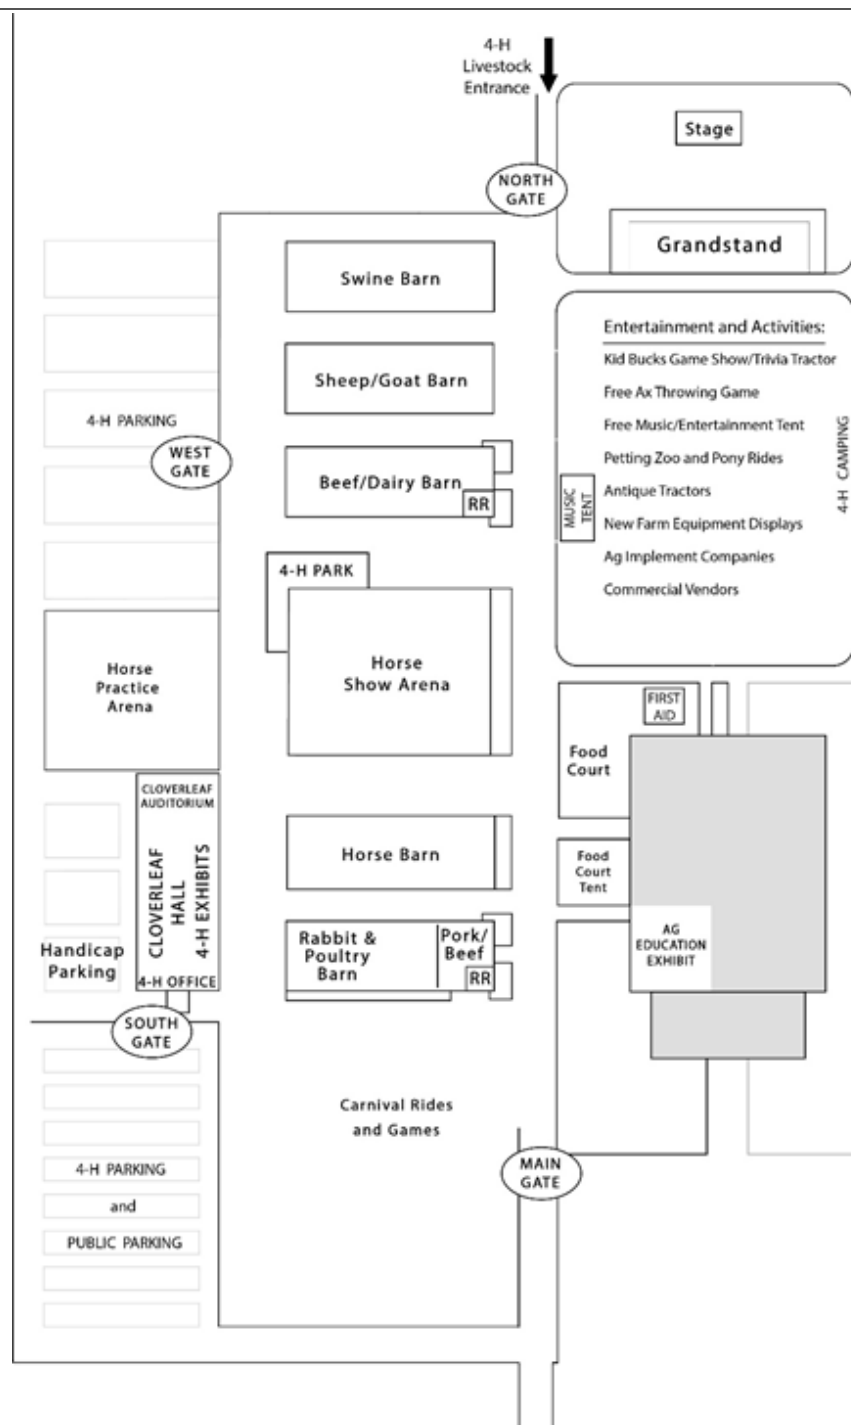 4-H
Livestock
Entrance
Stage
NORTH
GATE
Grandstand
Swine Barn
Entertainment and Activities:
Kid Bucks Game Show/Trivia Tractor
Free Ax Throwing Game
Free Music/Entertainment Tent
Petting Zoo and Pony Rides
Antique Tractors
New Farm Equipment Displays
Ag Implement Companies
Commercial Vendors
4-H CAMPING
MUSIC
TENT
Sheep/Goat Barn
4-H PARKING
WEST
GATE
Beef/Dairy Barn
RR
4-H PARK
Horse
Show Arena
Horse
Practice
Arena
FIRST
AID
Food
Court
CLOVERLEAF
AUDITORIUM
CLOVERLEAF
HALL
4-H EXHIBITS
4-H OFFICE
Horse Barn
Food
Court
Tent
Handicap
Parking
Rabbit &
Poultry
Barn
Pork/
Beef
RR
AG
EDUCATION
EXHIBIT
SOUTH
GATE
Carnival Rides
and Games
MAIN
GATE
4-H PARKING
and
PUBLIC PARKING